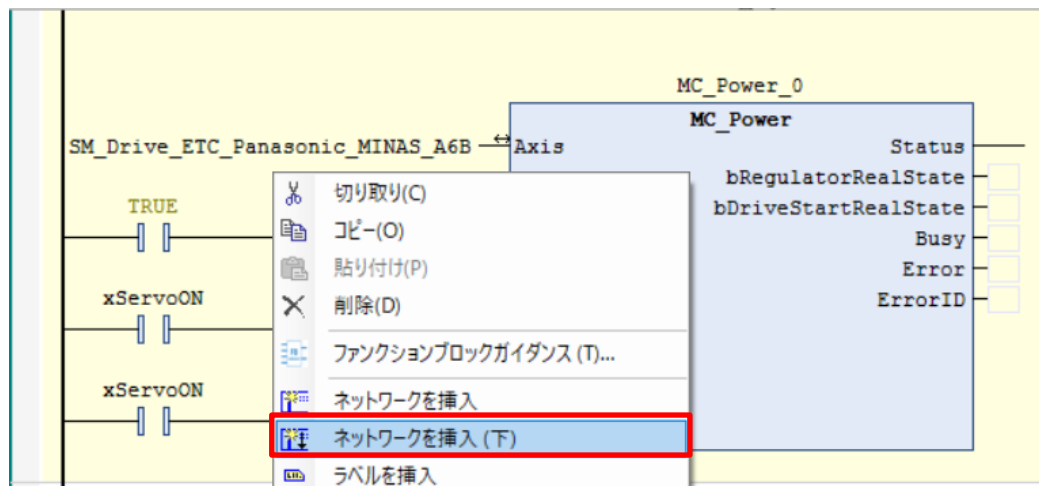 MC_Power_0
MC_Power
SM_Drive_ETC_Panasonic_MINAS_A6B
Axis
Status
bRegulatorRealState
bDriveStartRealState
Busy
Error
ErrorID
TRUE
xServoON
xServoON
切り取り(C)
コピー(O)
貼り付け(P)
削除(D)
ファンクションブロックガイダンス (T)...
ネットワークを挿入
ネットワークを挿入 (下)
ラベルを挿入